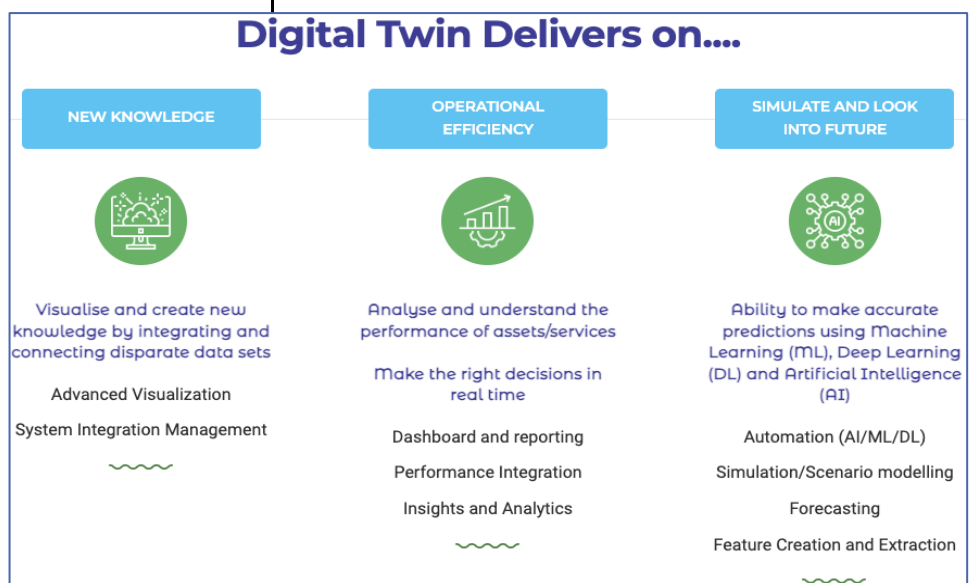 Digital Twin Delivers on....
NEW KNOWLEDGE
Visualise and create new
knowledge by integrating and
connecting disparate data sets
Advanced Visualization
System Integration Management
OPERATIONAL
EFFICIENCY
Analyse and understand the
performance of assets/services
Make the right decisions in
real time
Dashboard and reporting
Performance Integration
Insights and Analytics
SIMULATE AND LOOK
INTO FUTURE
AI
Ability to make accurate
predictions using Machine
Learning (ML), Deep Learning
(DL) and Artificial Intelligence
(AI)
Automation (AI/ML/DL)
Simulation/Scenario modelling
Forecasting
Feature Creation and Extraction